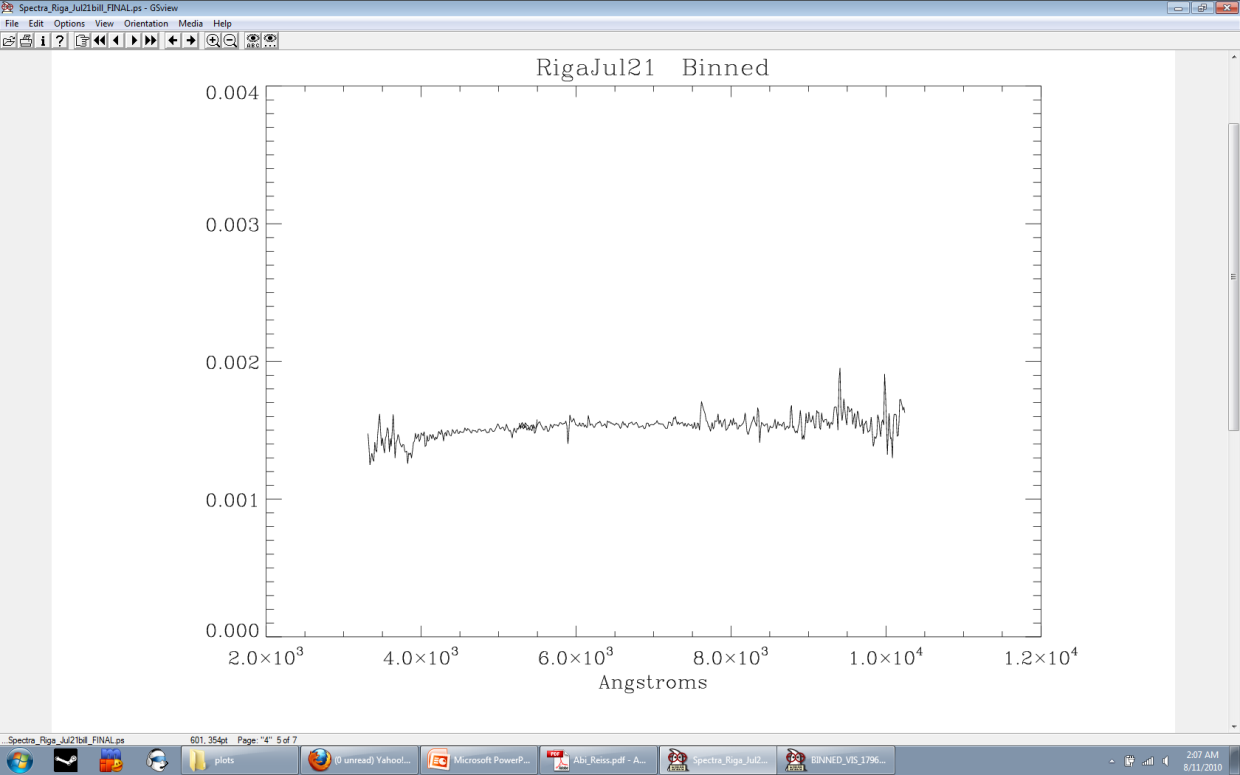 Spectra_Riga_Jul21bill_FINAL.ps - GSview
File Edit Options View Orientation Media Help
RigaJul21 Binned
0.004
0.003
0.002
0.001
0.000
2.0×10³ 4.0×10³ 6.0×10³ 8.0×10³ 1.0×10⁴ 1.2×10⁴
Angstroms
...Spectra_Riga_Jul21bill_FINAL.ps 601, 354pt Page: "4" 5 of 7
plots (0 unread) Yahoo!... Microsoft PowerP... Abi_Reiss.pdf - A... Spectra_Riga_Jul2... BINNED_VIS_1796...
2:07 AM
8/11/2010